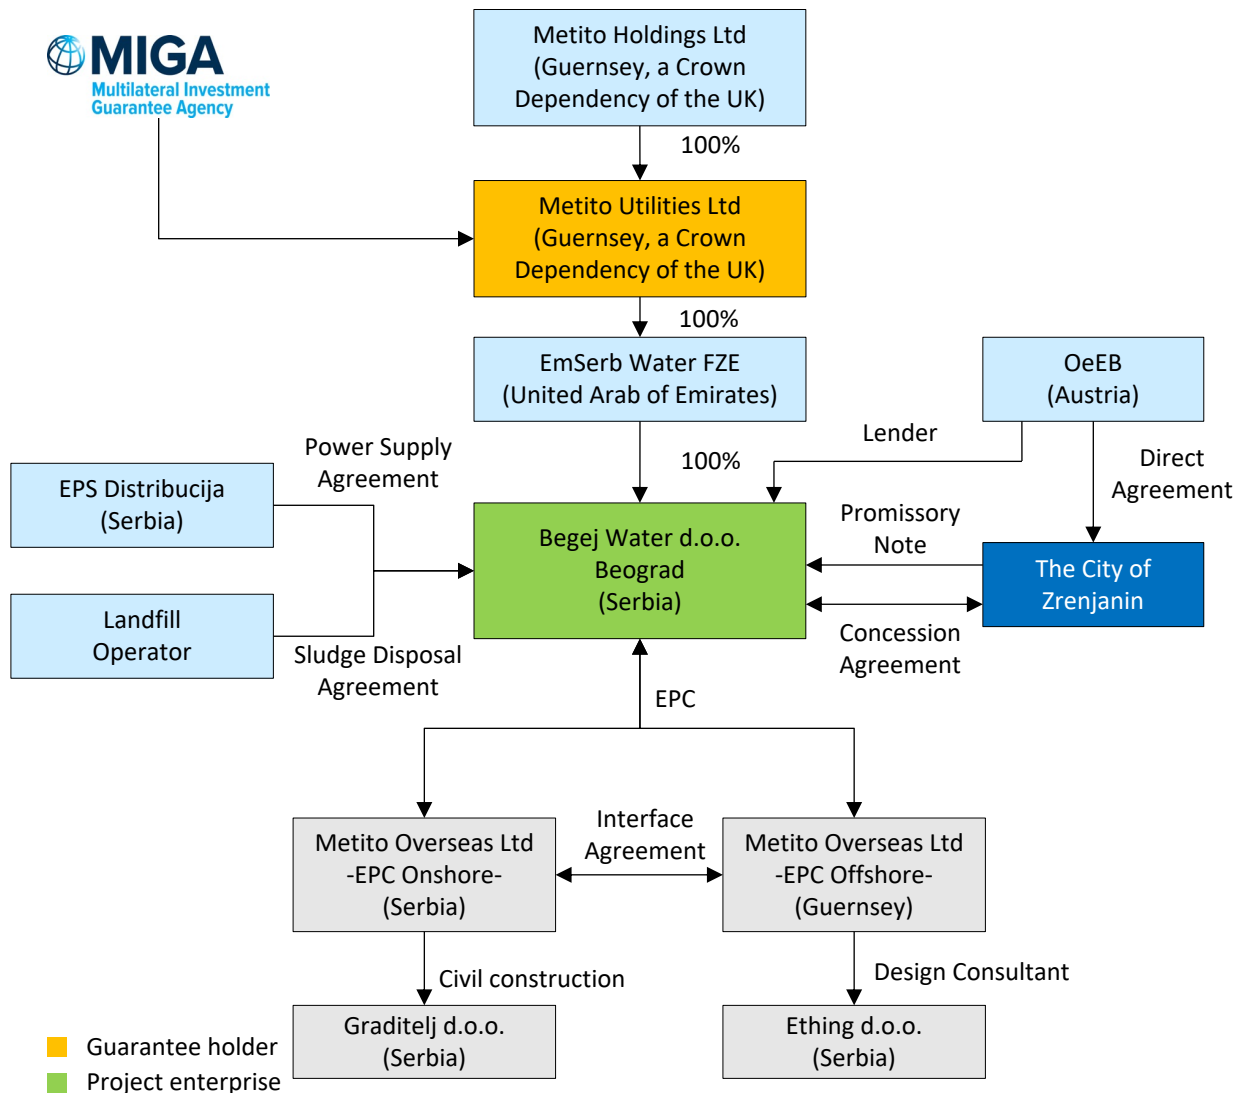 MIGA
Multilateral Investment
Guarantee Agency
Metito Holdings Ltd
(Guernsey, a Crown
Dependency of the UK)
100%
Metito Utilities Ltd
(Guernsey, a Crown
Dependency of the UK)
100%
EmSerb Water FZE
(United Arab of Emirates)
OeEB
(Austria)
Lender
100%
Direct
Agreement
Power Supply
Agreement
EPS Distribucija
(Serbia)
Landfill
Operator
Sludge Disposal
Agreement
Begej Water d.o.o.
Beograd
(Serbia)
Promissory
Note
The City of
Zrenjanin
Concession
Agreement
EPC
Metito Overseas Ltd
-EPC Onshore-
(Serbia)
Interface
Agreement
Metito Overseas Ltd
-EPC Offshore-
(Guernsey)
Civil construction
Design Consultant
Graditelj d.o.o.
(Serbia)
Ething d.o.o.
(Serbia)
Guarantee holder
Project enterprise